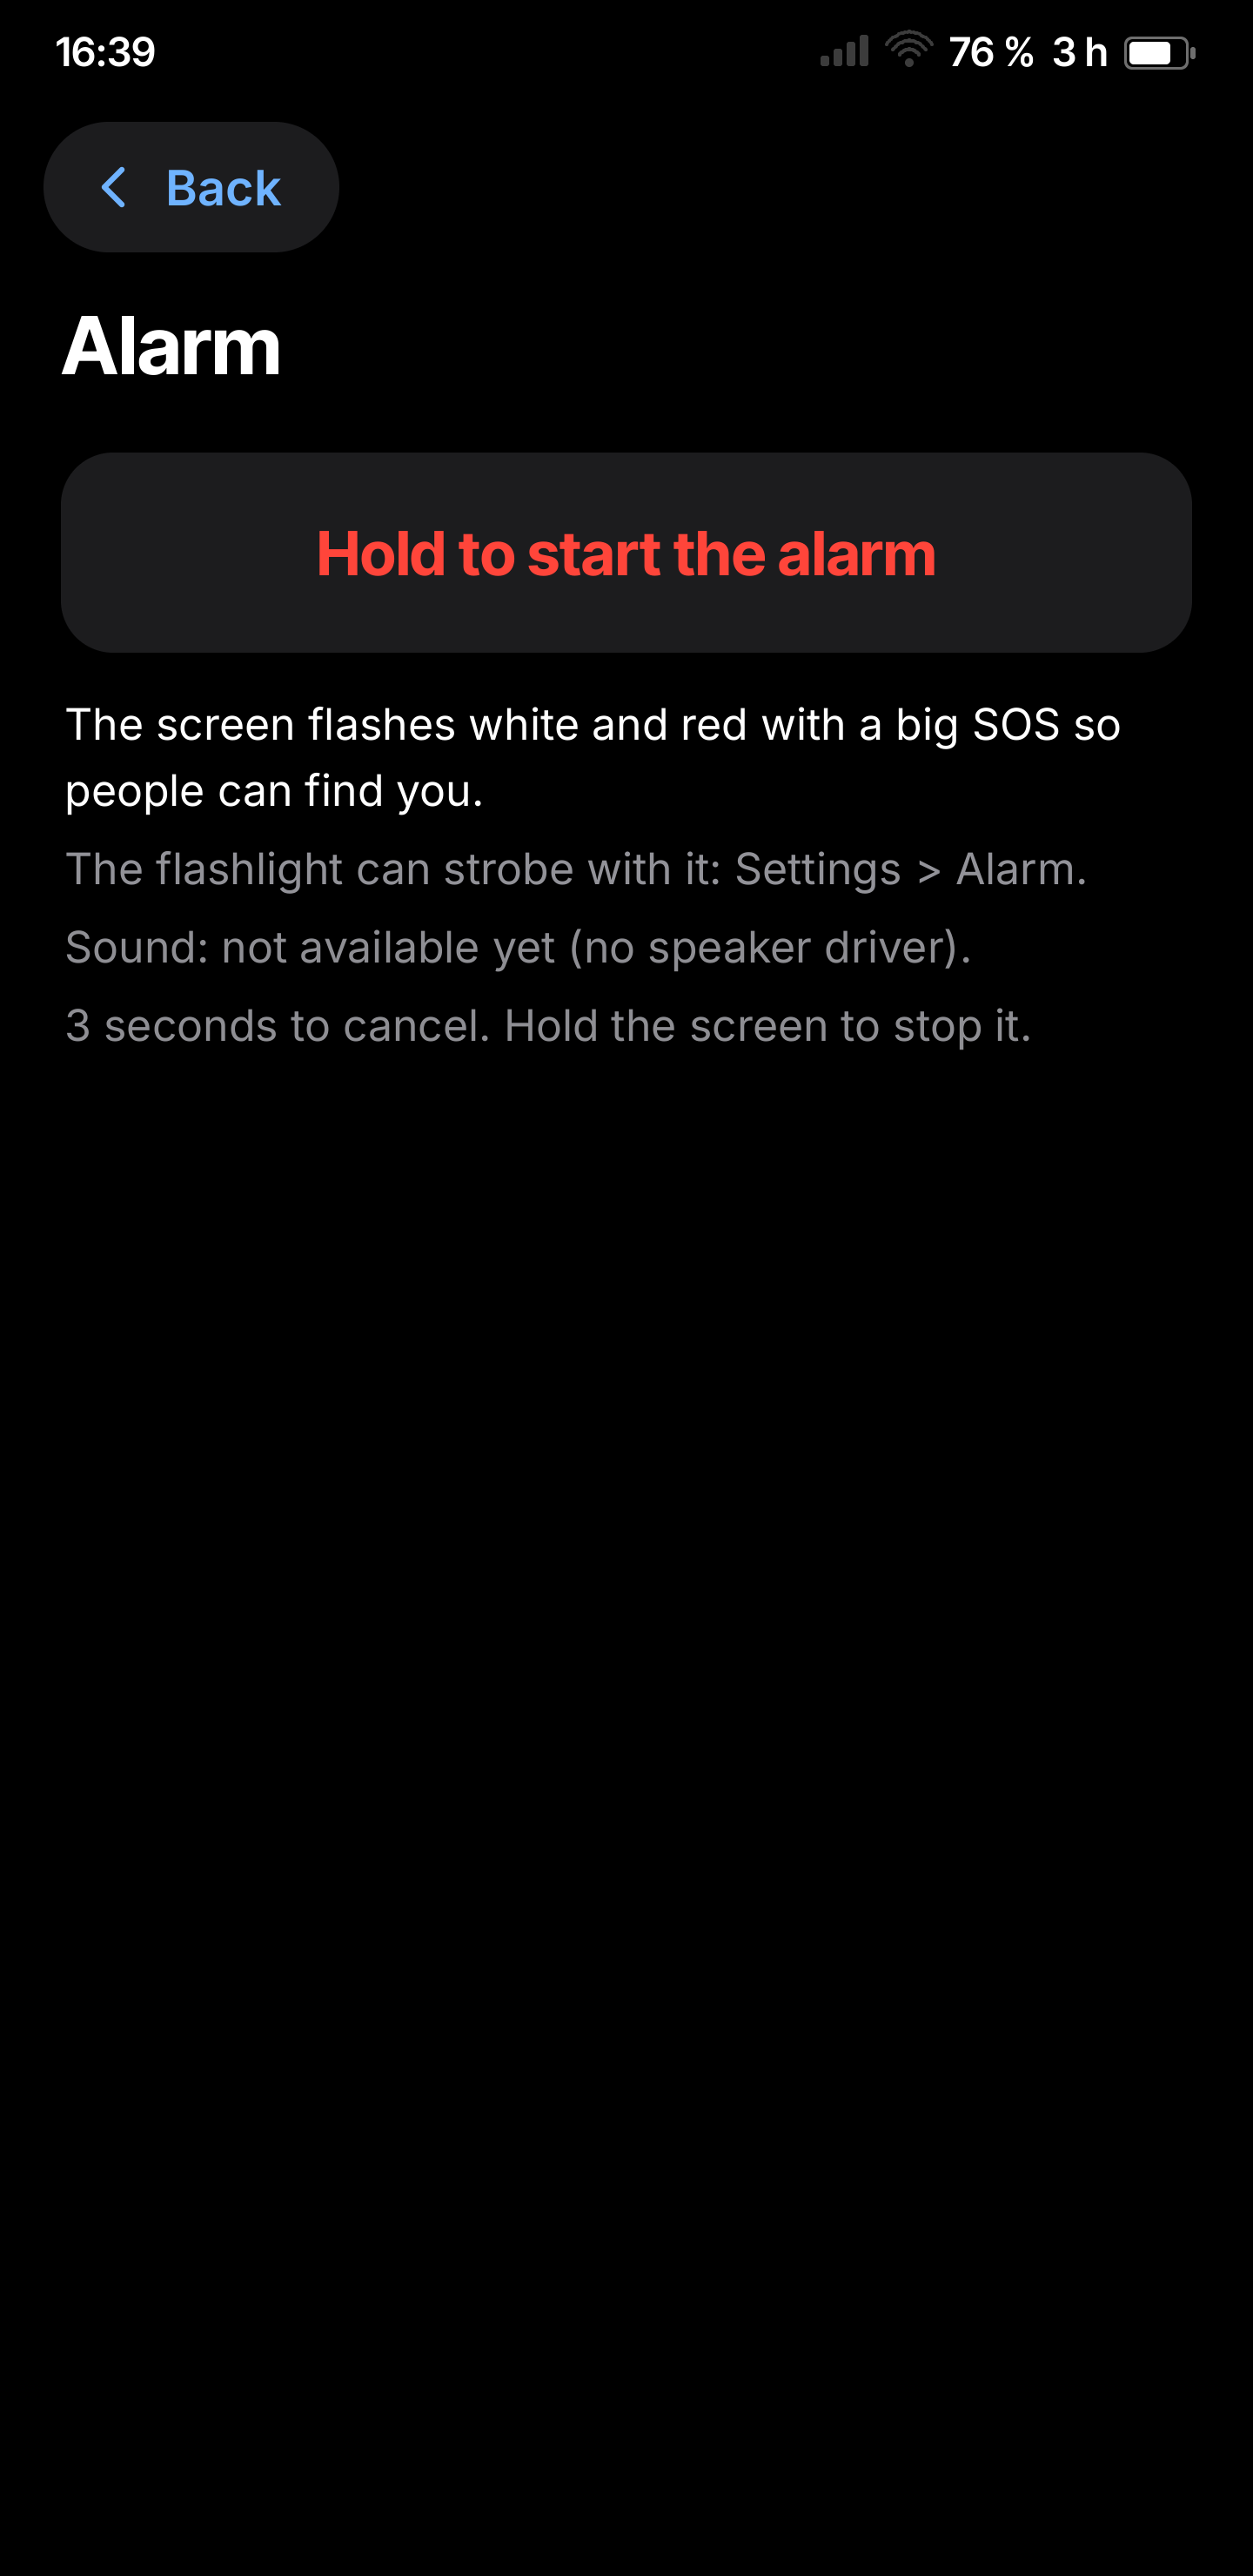 16:39
76 % 3 h
Back
Alarm
Hold to start the alarm
The screen flashes white and red with a big SOS so
people can find you.
The flashlight can strobe with it: Settings > Alarm.
Sound: not available yet (no speaker driver).
3 seconds to cancel. Hold the screen to stop it.